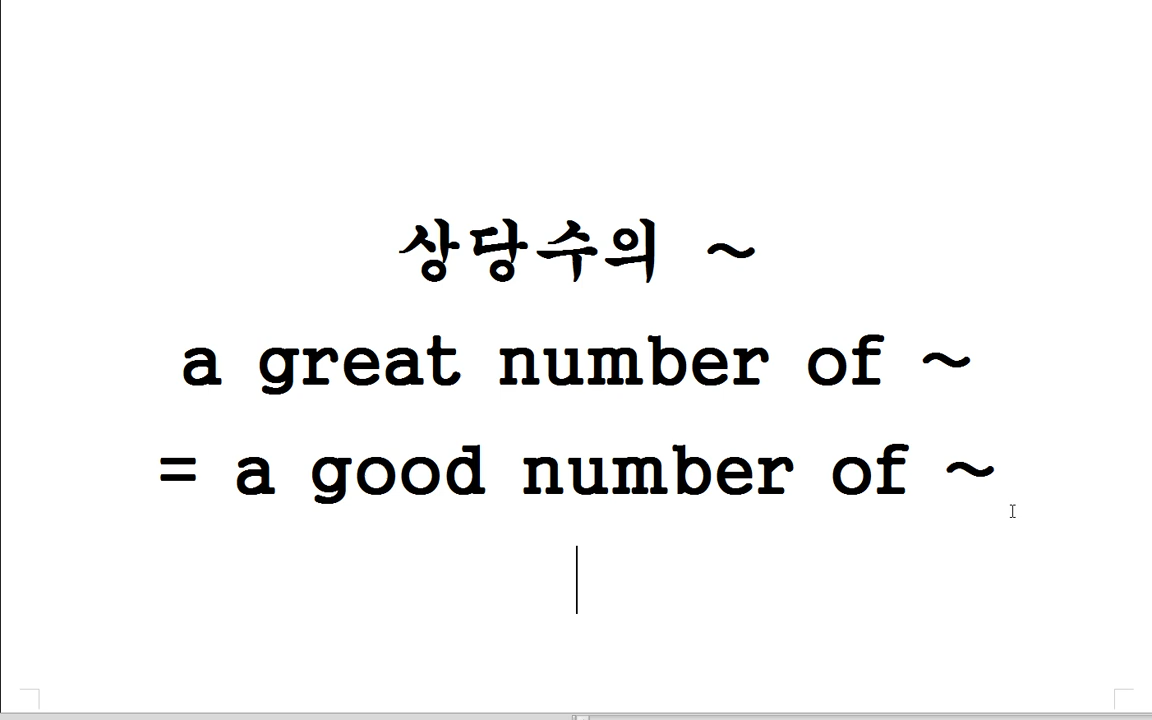 상당수의 ~
a great number of ~
= a good number of ~